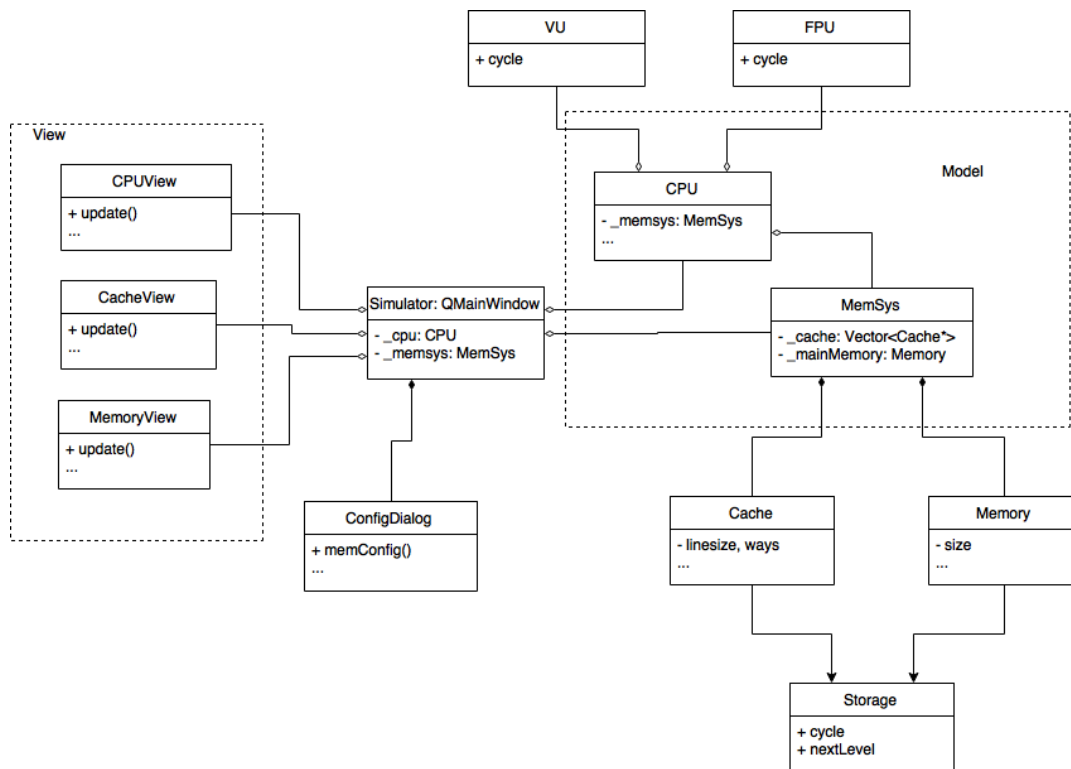 VU
+ cycle
FPU
+ cycle
View
CPUView
+ update()
...
CacheView
+ update()
...
MemoryView
+ update()
...
Simulator: QMainWindow
- _cpu: CPU
- _memsys: MemSys
ConfigDialog
+ memConfig()
...
Model
CPU
- _memsys: MemSys
...
MemSys
- _cache: Vector<Cache*>
- _mainMemory: Memory
Cache
- linesize, ways
...
Memory
- size
...
Storage
+ cycle
+ nextLevel